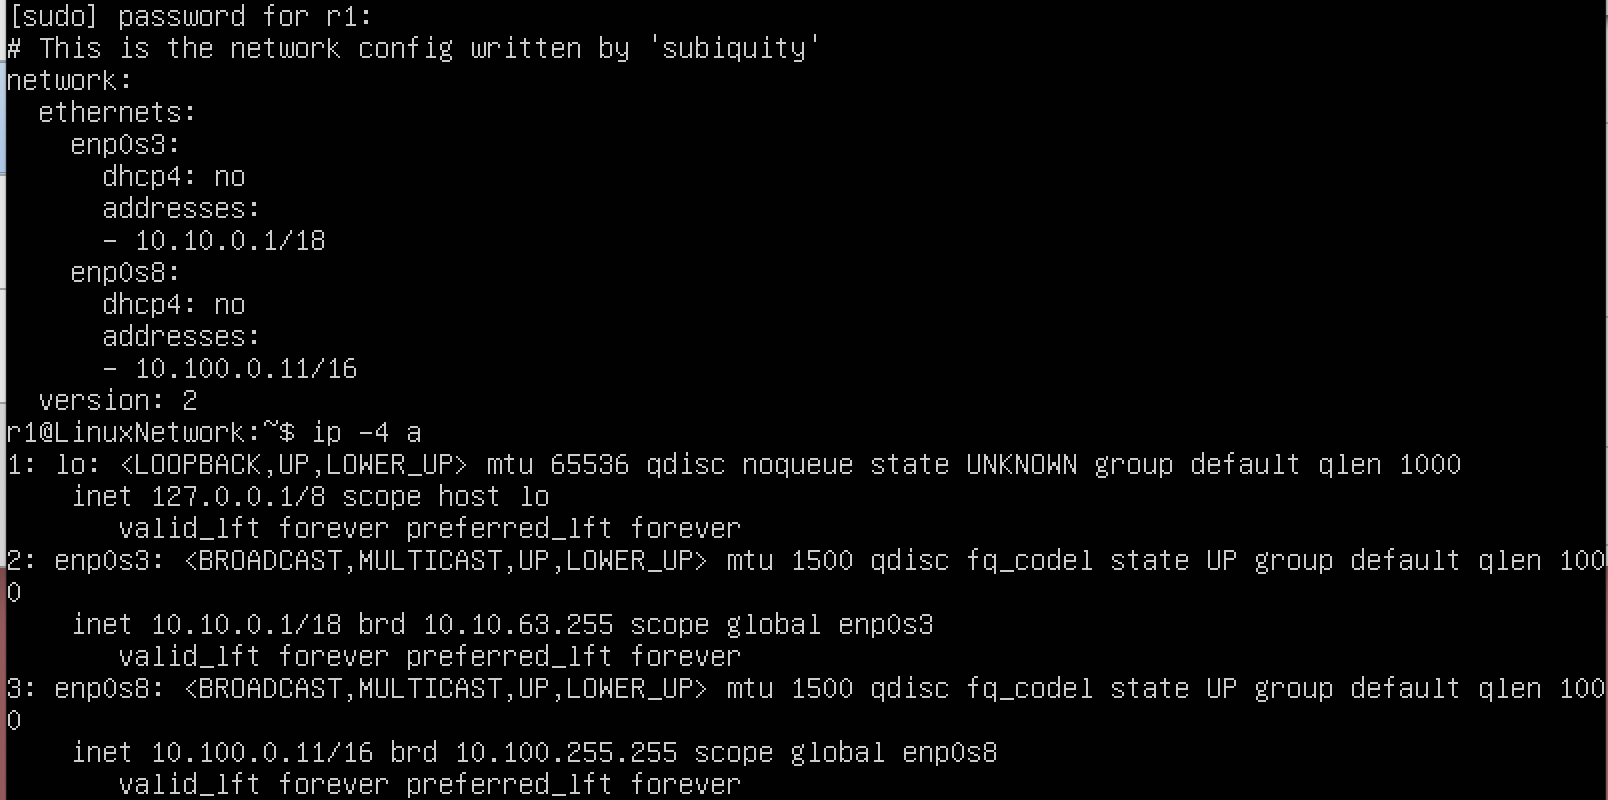 [sudo] password for r1:
# This is the network config written by 'subiquity'
network:
  ethernets:
    enp0s3:
      dhcp4: no
      addresses:
      - 10.10.0.1/18
    enp0s8:
      dhcp4: no
      addresses:
      - 10.100.0.11/16
  version: 2
r1@LinuxNetwork:~$ ip -4 a
1: lo: <LOOPBACK,UP,LOWER_UP> mtu 65536 qdisc noqueue state UNKNOWN group default qlen 1000
    inet 127.0.0.1/8 scope host lo
       valid_lft forever preferred_lft forever
2: enp0s3: <BROADCAST,MULTICAST,UP,LOWER_UP> mtu 1500 qdisc fq_codel state UP group default qlen 100
0
    inet 10.10.0.1/18 brd 10.10.63.255 scope global enp0s3
       valid_lft forever preferred_lft forever
3: enp0s8: <BROADCAST,MULTICAST,UP,LOWER_UP> mtu 1500 qdisc fq_codel state UP group default qlen 100
0
    inet 10.100.0.11/16 brd 10.100.255.255 scope global enp0s8
       valid_lft forever preferred_lft forever